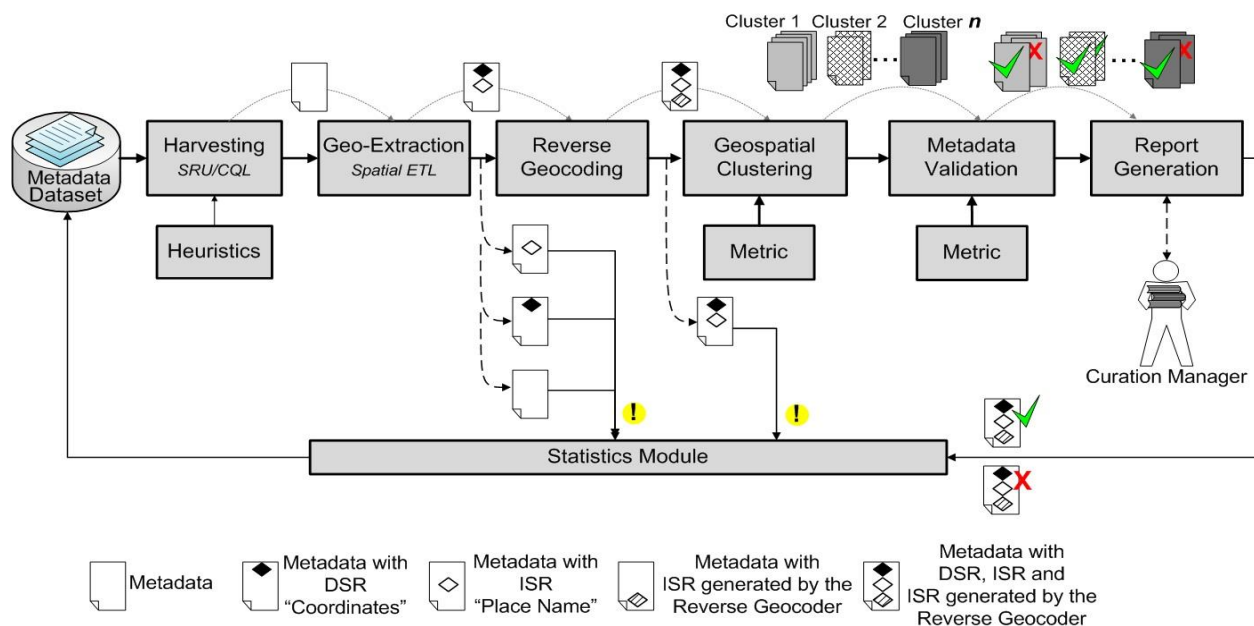 Cluster 1
Cluster 2
Cluster n
...
...
Metadata
Dataset
Harvesting
SRU/CQL
Geo-Extraction
Spatial ETL
Reverse
Geocoding
Geospatial
Clustering
Metadata
Validation
Report
Generation
Heuristics
Metric
Metric
Curation Manager
!
!
Statistics Module
Metadata
Metadata with
DSR
“Coordinates”
Metadata with
ISR
“Place Name”
Metadata with
ISR generated by the
Reverse Geocoder
Metadata with
DSR, ISR and
ISR generated by the
Reverse Geocoder